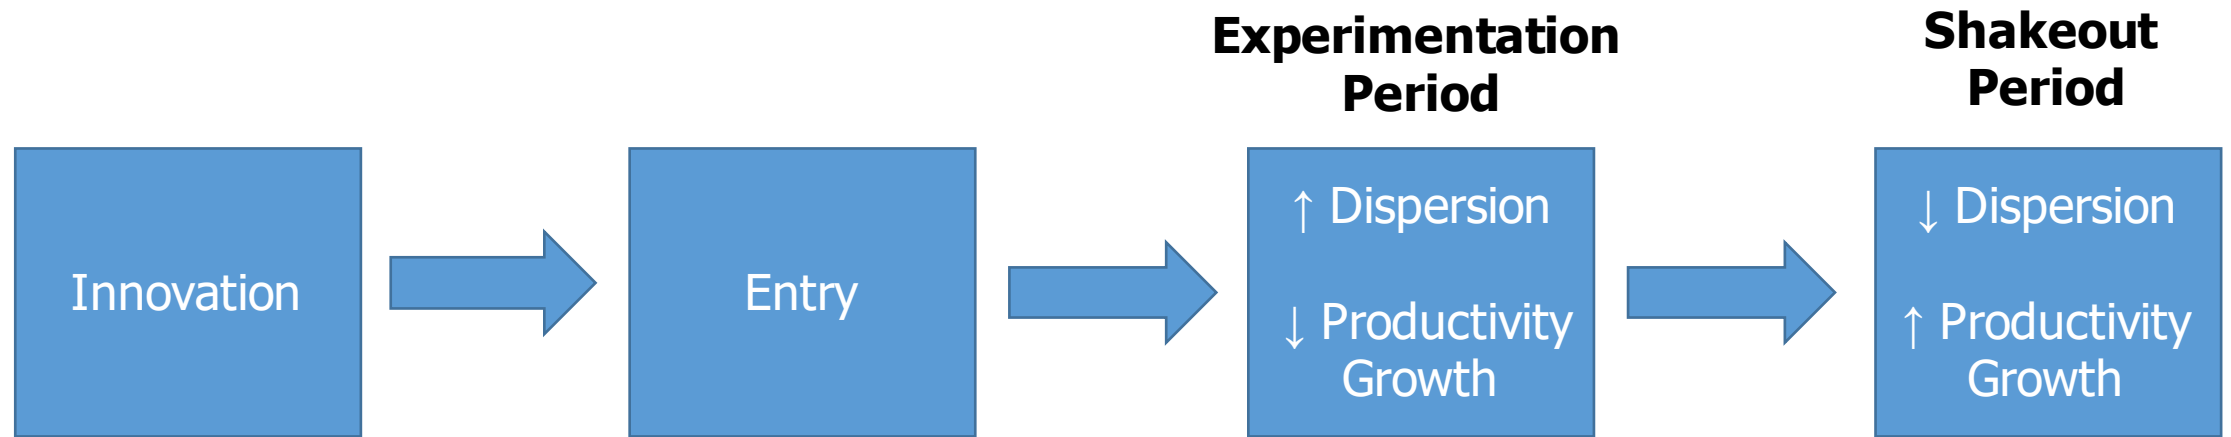 Experimentation
Period
Shakeout
Period
Innovation
Entry
↑ Dispersion
↓ Productivity
Growth
↓ Dispersion
↑ Productivity
Growth